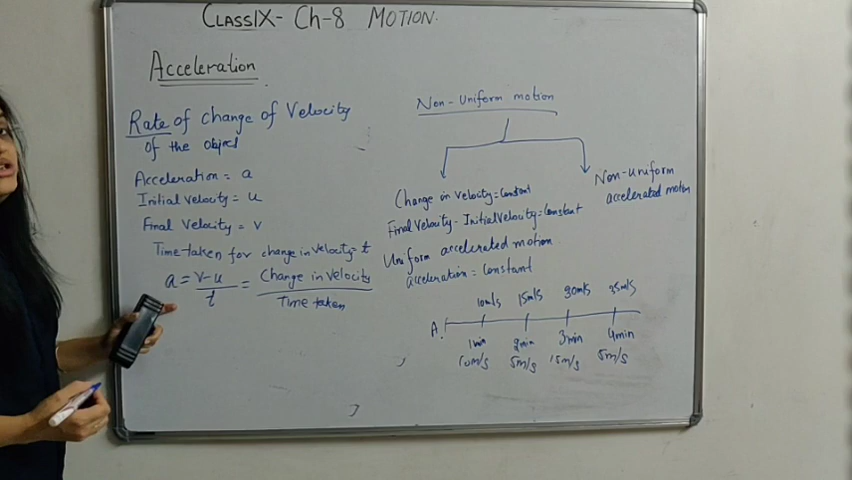 CLASSIX- Ch-8 MOTION.
Acceleration
Rate of change of Velocity
of the object
Acceleration = a
Initial velocity = u
Final Velocity = v
Time taken for change in velocity = t
a = v-u = Change in velocity
t Time taken
Non-Uniform motion
Change in velocity = Constant
Final Velocity - Initial Velocity = Constant
Uniform accelerated motion
acceleration = Constant
Non-uniform
accelerated motion
10m/s 15m/s 30m/s 35m/s
A.
1min 2min 3min 4min
10m/s 5m/s 15m/s 5m/s